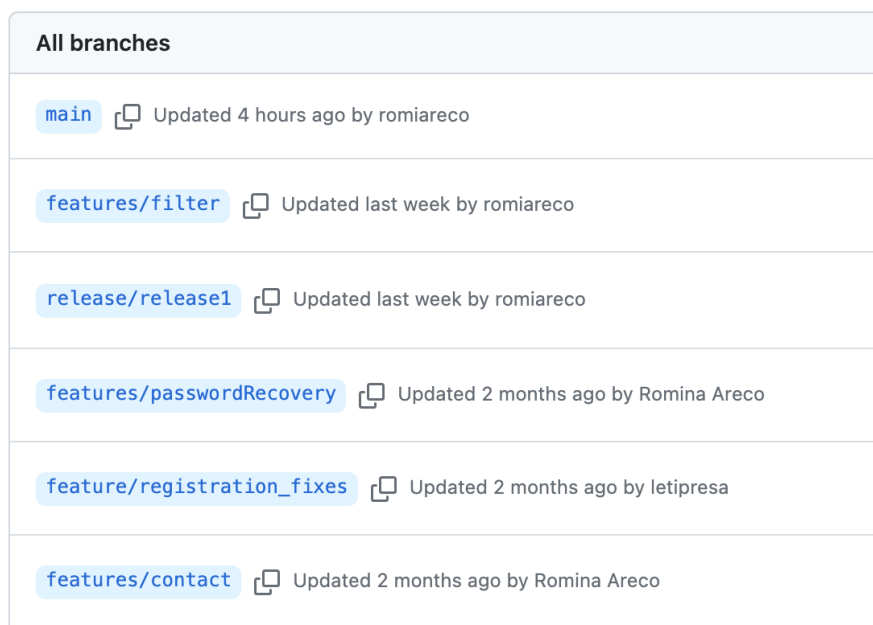 All branches
main Updated 4 hours ago by romiareco
features/filter Updated last week by romiareco
release/release1 Updated last week by romiareco
features/passwordRecovery Updated 2 months ago by Romina Areco
feature/registration_fixes Updated 2 months ago by letipresa
features/contact Updated 2 months ago by Romina Areco